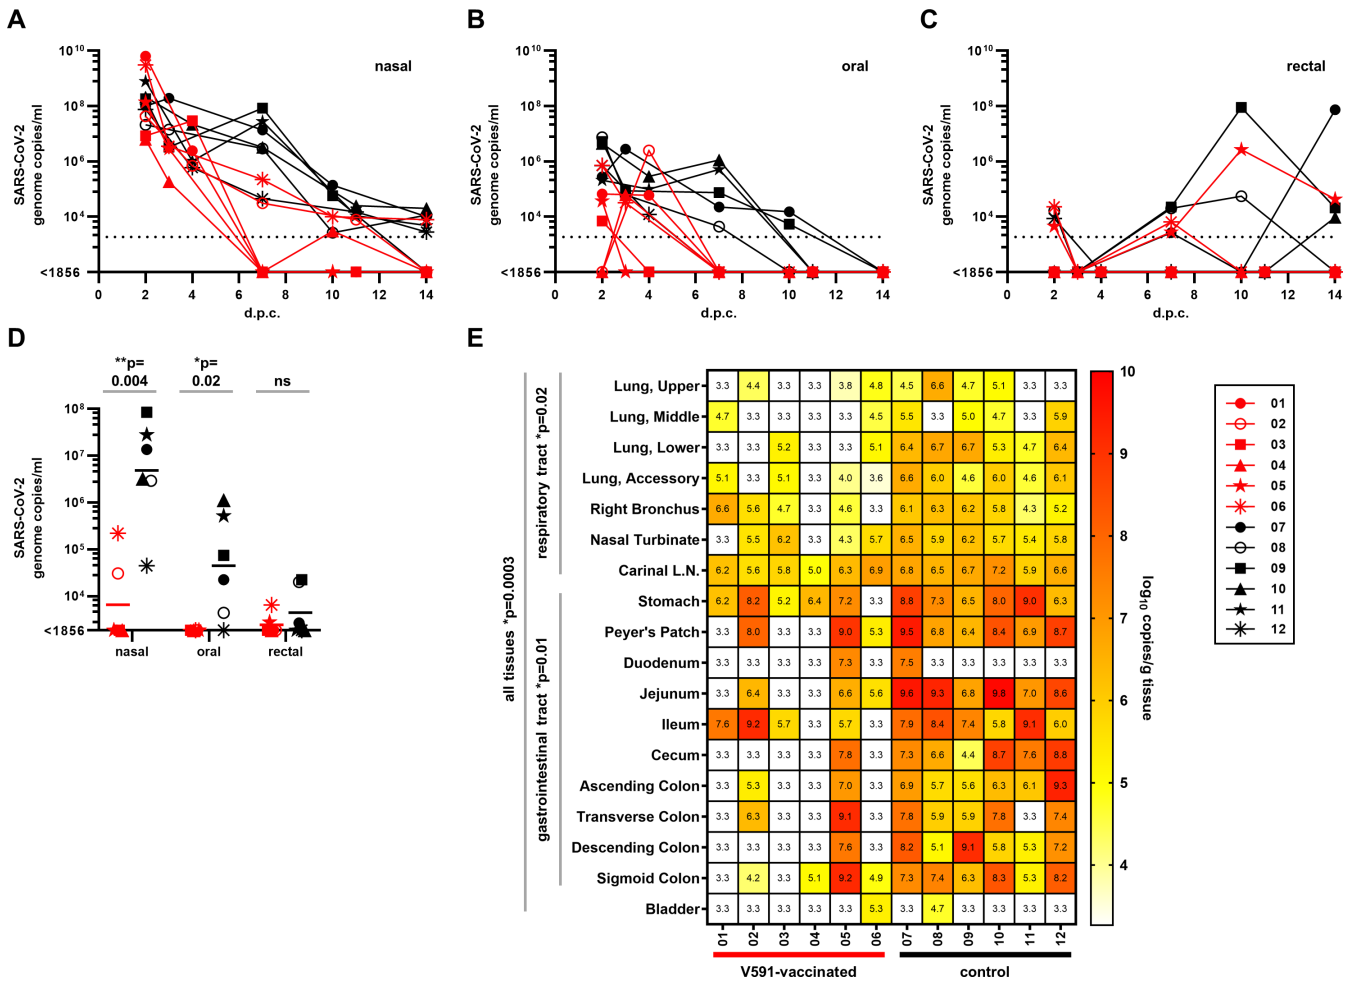 A
B
C
SARS-CoV-2
genome copies/ml
10^10
10^8
10^6
10^4
<1856
nasal
0 2 4 6 8 10 12 14
d.p.c.
SARS-CoV-2
genome copies/ml
10^10
10^8
10^6
10^4
<1856
oral
0 2 4 6 8 10 12 14
d.p.c.
SARS-CoV-2
genome copies/ml
10^10
10^8
10^6
10^4
<1856
rectal
0 2 4 6 8 10 12 14
d.p.c.
D
**p=
0.004
*p=
0.02
ns
SARS-CoV-2
genome copies/ml
10^8
10^7
10^6
10^5
10^4
<1856
nasal oral rectal
E
all tissues *p=0.0003
respiratory tract *p=0.02
gastrointestinal tract *p=0.01
Lung, Upper 3.3 4.4 3.3 3.3 3.8 4.8 4.5 6.6 4.7 5.1 3.3 3.3
Lung, Middle 4.7 3.3 3.3 3.3 3.3 4.5 5.5 3.3 5.0 4.7 3.3 5.9
Lung, Lower 3.3 3.3 5.2 3.3 3.3 5.1 6.4 6.7 6.7 5.3 4.7 6.4
Lung, Accessory 5.1 3.3 5.1 3.3 4.0 3.6 6.6 6.0 4.6 6.0 4.6 6.1
Right Bronchus 6.6 5.6 4.7 3.3 4.6 3.3 6.1 6.3 6.2 5.8 4.3 5.2
Nasal Turbinate 3.3 5.5 6.2 3.3 4.3 5.7 6.5 5.9 6.2 5.7 5.4 5.8
Carinal L.N. 6.2 5.6 5.8 5.0 6.3 6.9 6.8 6.5 6.7 7.2 5.9 6.6
Stomach 6.2 8.2 5.2 6.4 7.2 3.3 8.8 7.3 6.5 8.0 9.0 6.3
Peyer's Patch 3.3 8.0 3.3 3.3 9.0 5.3 9.5 6.8 6.4 8.4 6.9 8.7
Duodenum 3.3 3.3 3.3 3.3 7.3 3.3 7.5 3.3 3.3 3.3 3.3 3.3
Jejunum 3.3 6.4 3.3 3.3 6.6 5.6 9.6 9.3 6.8 9.8 7.0 8.6
Ileum 7.6 9.2 5.7 3.3 5.7 3.3 7.9 8.4 7.4 5.8 9.1 6.0
Cecum 3.3 3.3 3.3 3.3 7.8 3.3 7.3 6.6 4.4 8.7 7.6 8.8
Ascending Colon 3.3 5.3 3.3 3.3 7.0 3.3 6.9 5.7 5.6 6.3 6.1 9.3
Transverse Colon 3.3 6.3 3.3 3.3 9.1 3.3 7.8 5.9 5.9 7.8 3.3 7.4
Descending Colon 3.3 3.3 3.3 3.3 7.6 3.3 8.2 5.1 9.1 5.8 5.3 7.2
Sigmoid Colon 3.3 4.2 3.3 5.1 9.2 4.9 7.3 7.4 6.3 8.3 5.3 8.2
Bladder 3.3 3.3 3.3 3.3 3.3 5.3 3.3 4.7 3.3 3.3 3.3 3.3
01 02 03 04 05 06 07 08 09 10 11 12
V591-vaccinated control
10
9
8
7
6
5
4
log10 copies/g tissue
01
02
03
04
05
06
07
08
09
10
11
12